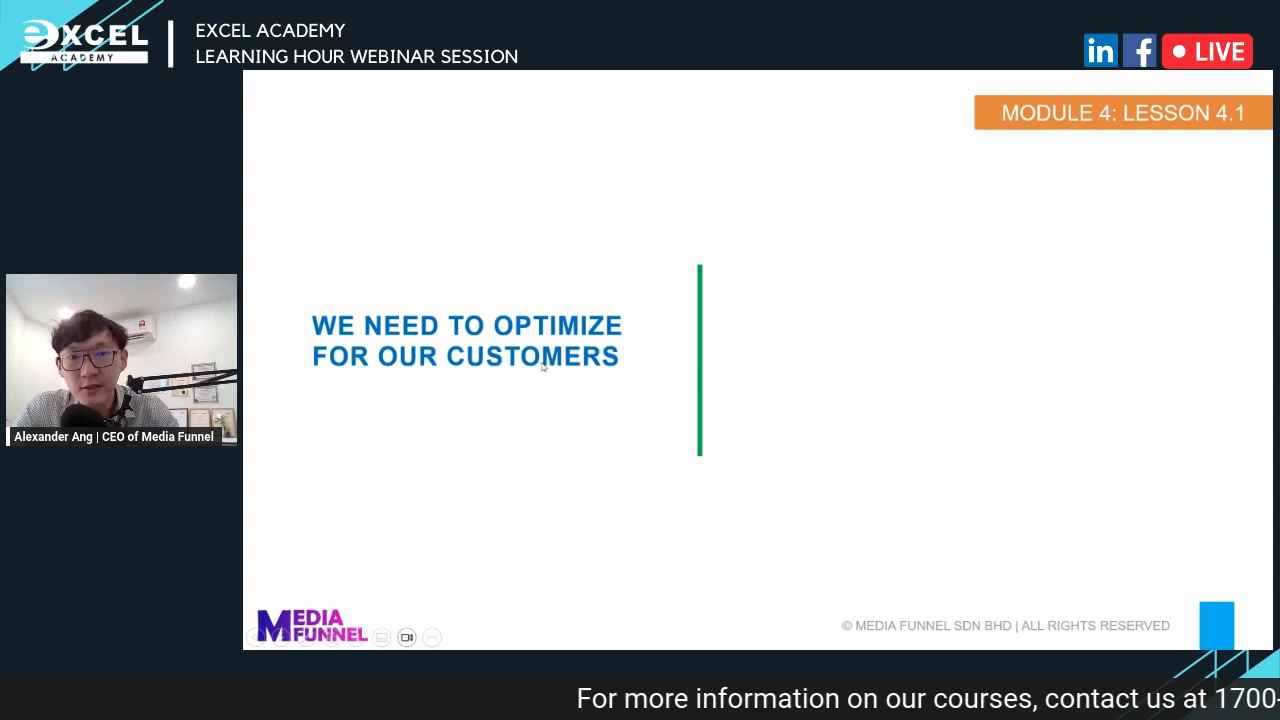 eXCEL
ACADEMY
EXCEL ACADEMY
LEARNING HOUR WEBINAR SESSION
in
f
LIVE
MODULE 4: LESSON 4.1
WE NEED TO OPTIMIZE
FOR OUR CUSTOMERS
Alexander Ang | CEO of Media Funnel
MEDIA
FUNNEL
© MEDIA FUNNEL SDN BHD | ALL RIGHTS RESERVED
For more information on our courses, contact us at 1700-